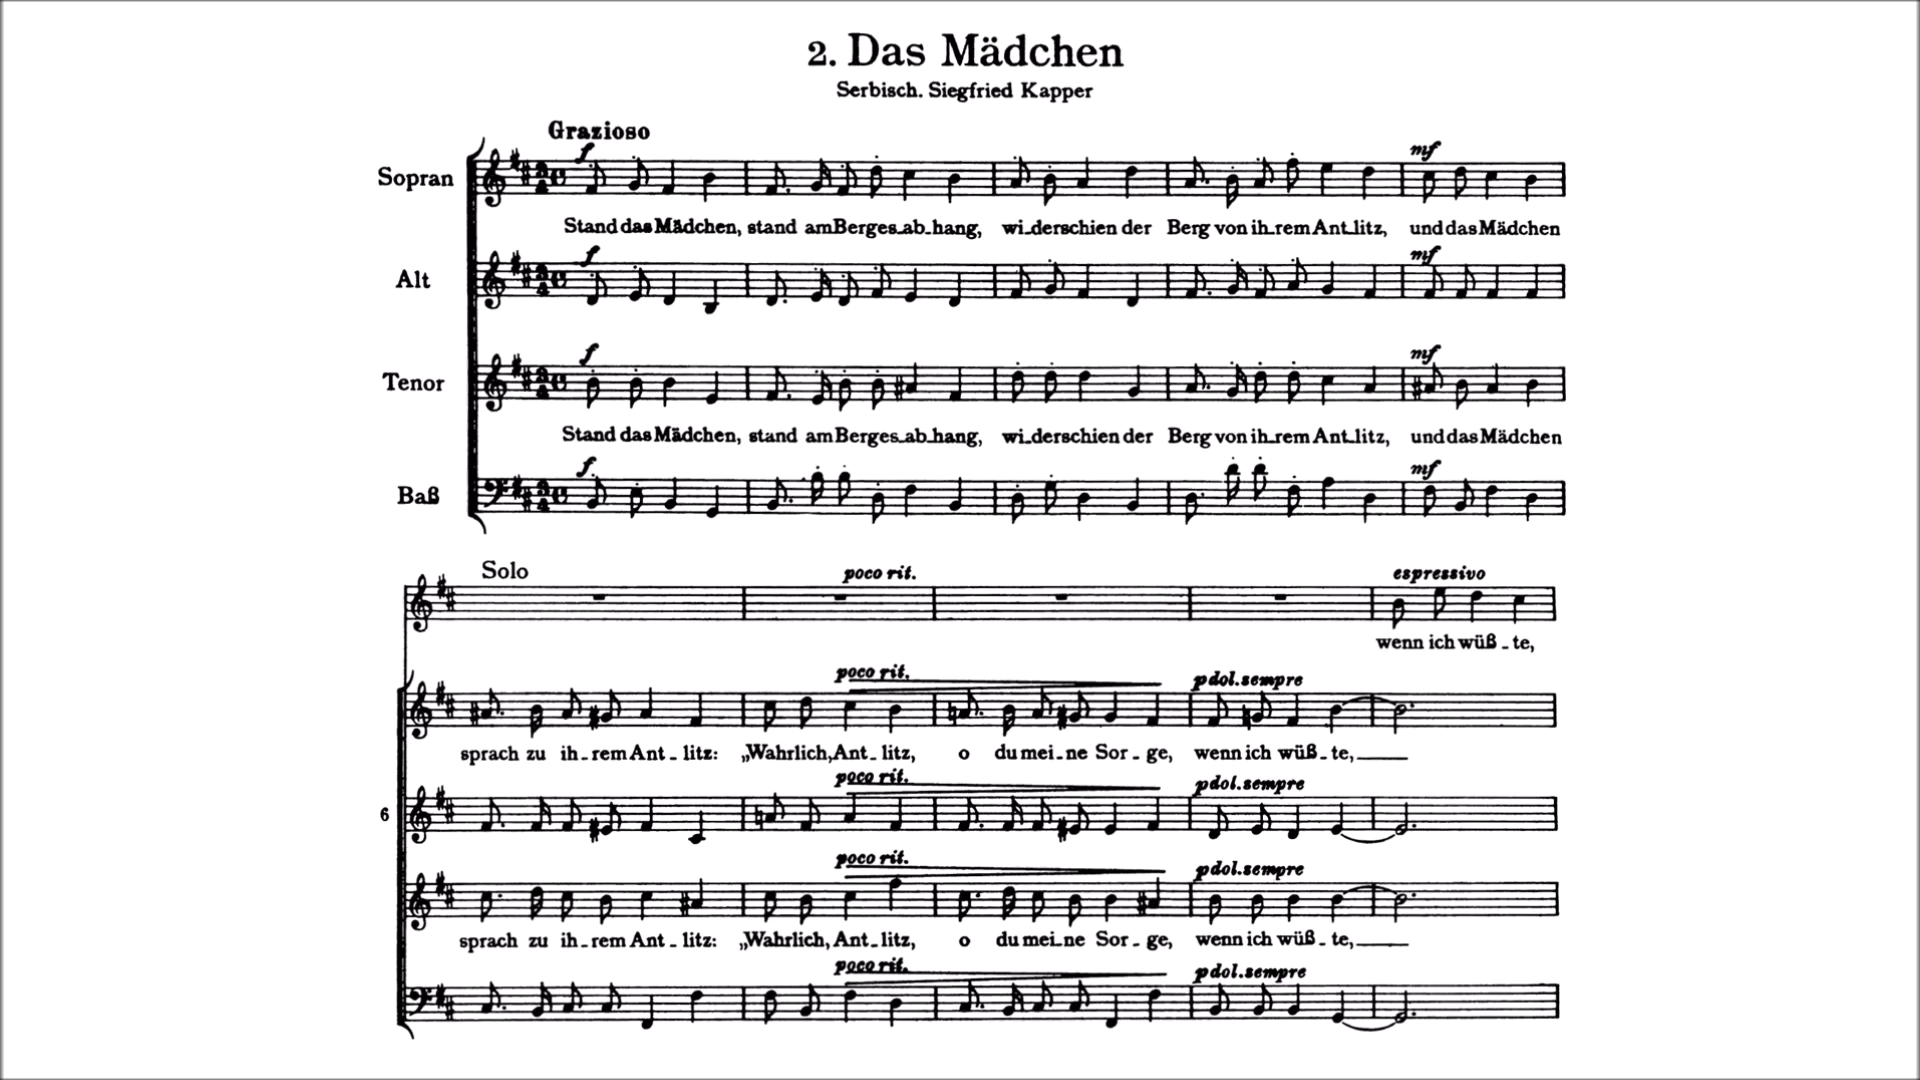 2. Das Mädchen
Serbisch. Siegfried Kapper
Grazioso
f mf
Sopran
Stand das Mädchen, stand am Berges_ab_hang, wi_derschien der Berg von ih_rem Ant_litz, und das Mädchen
f mf
Alt
f mf
Tenor
Stand das Mädchen, stand am Berges_ab_hang, wi_derschien der Berg von ih_rem Ant_litz, und das Mädchen
f mf
Baß
Solo poco rit. espressivo
wenn ich wüß_te,
poco rit. p dol. sempre
sprach zu ih_rem Ant_litz: „Wahrlich, Ant_litz, o du mei_ne Sor_ge, wenn ich wüß_te,
poco rit. p dol. sempre
6
poco rit. p dol. sempre
sprach zu ih_rem Ant_litz: „Wahrlich, Ant_litz, o du mei_ne Sor_ge, wenn ich wüß_te,
poco rit. p dol. sempre